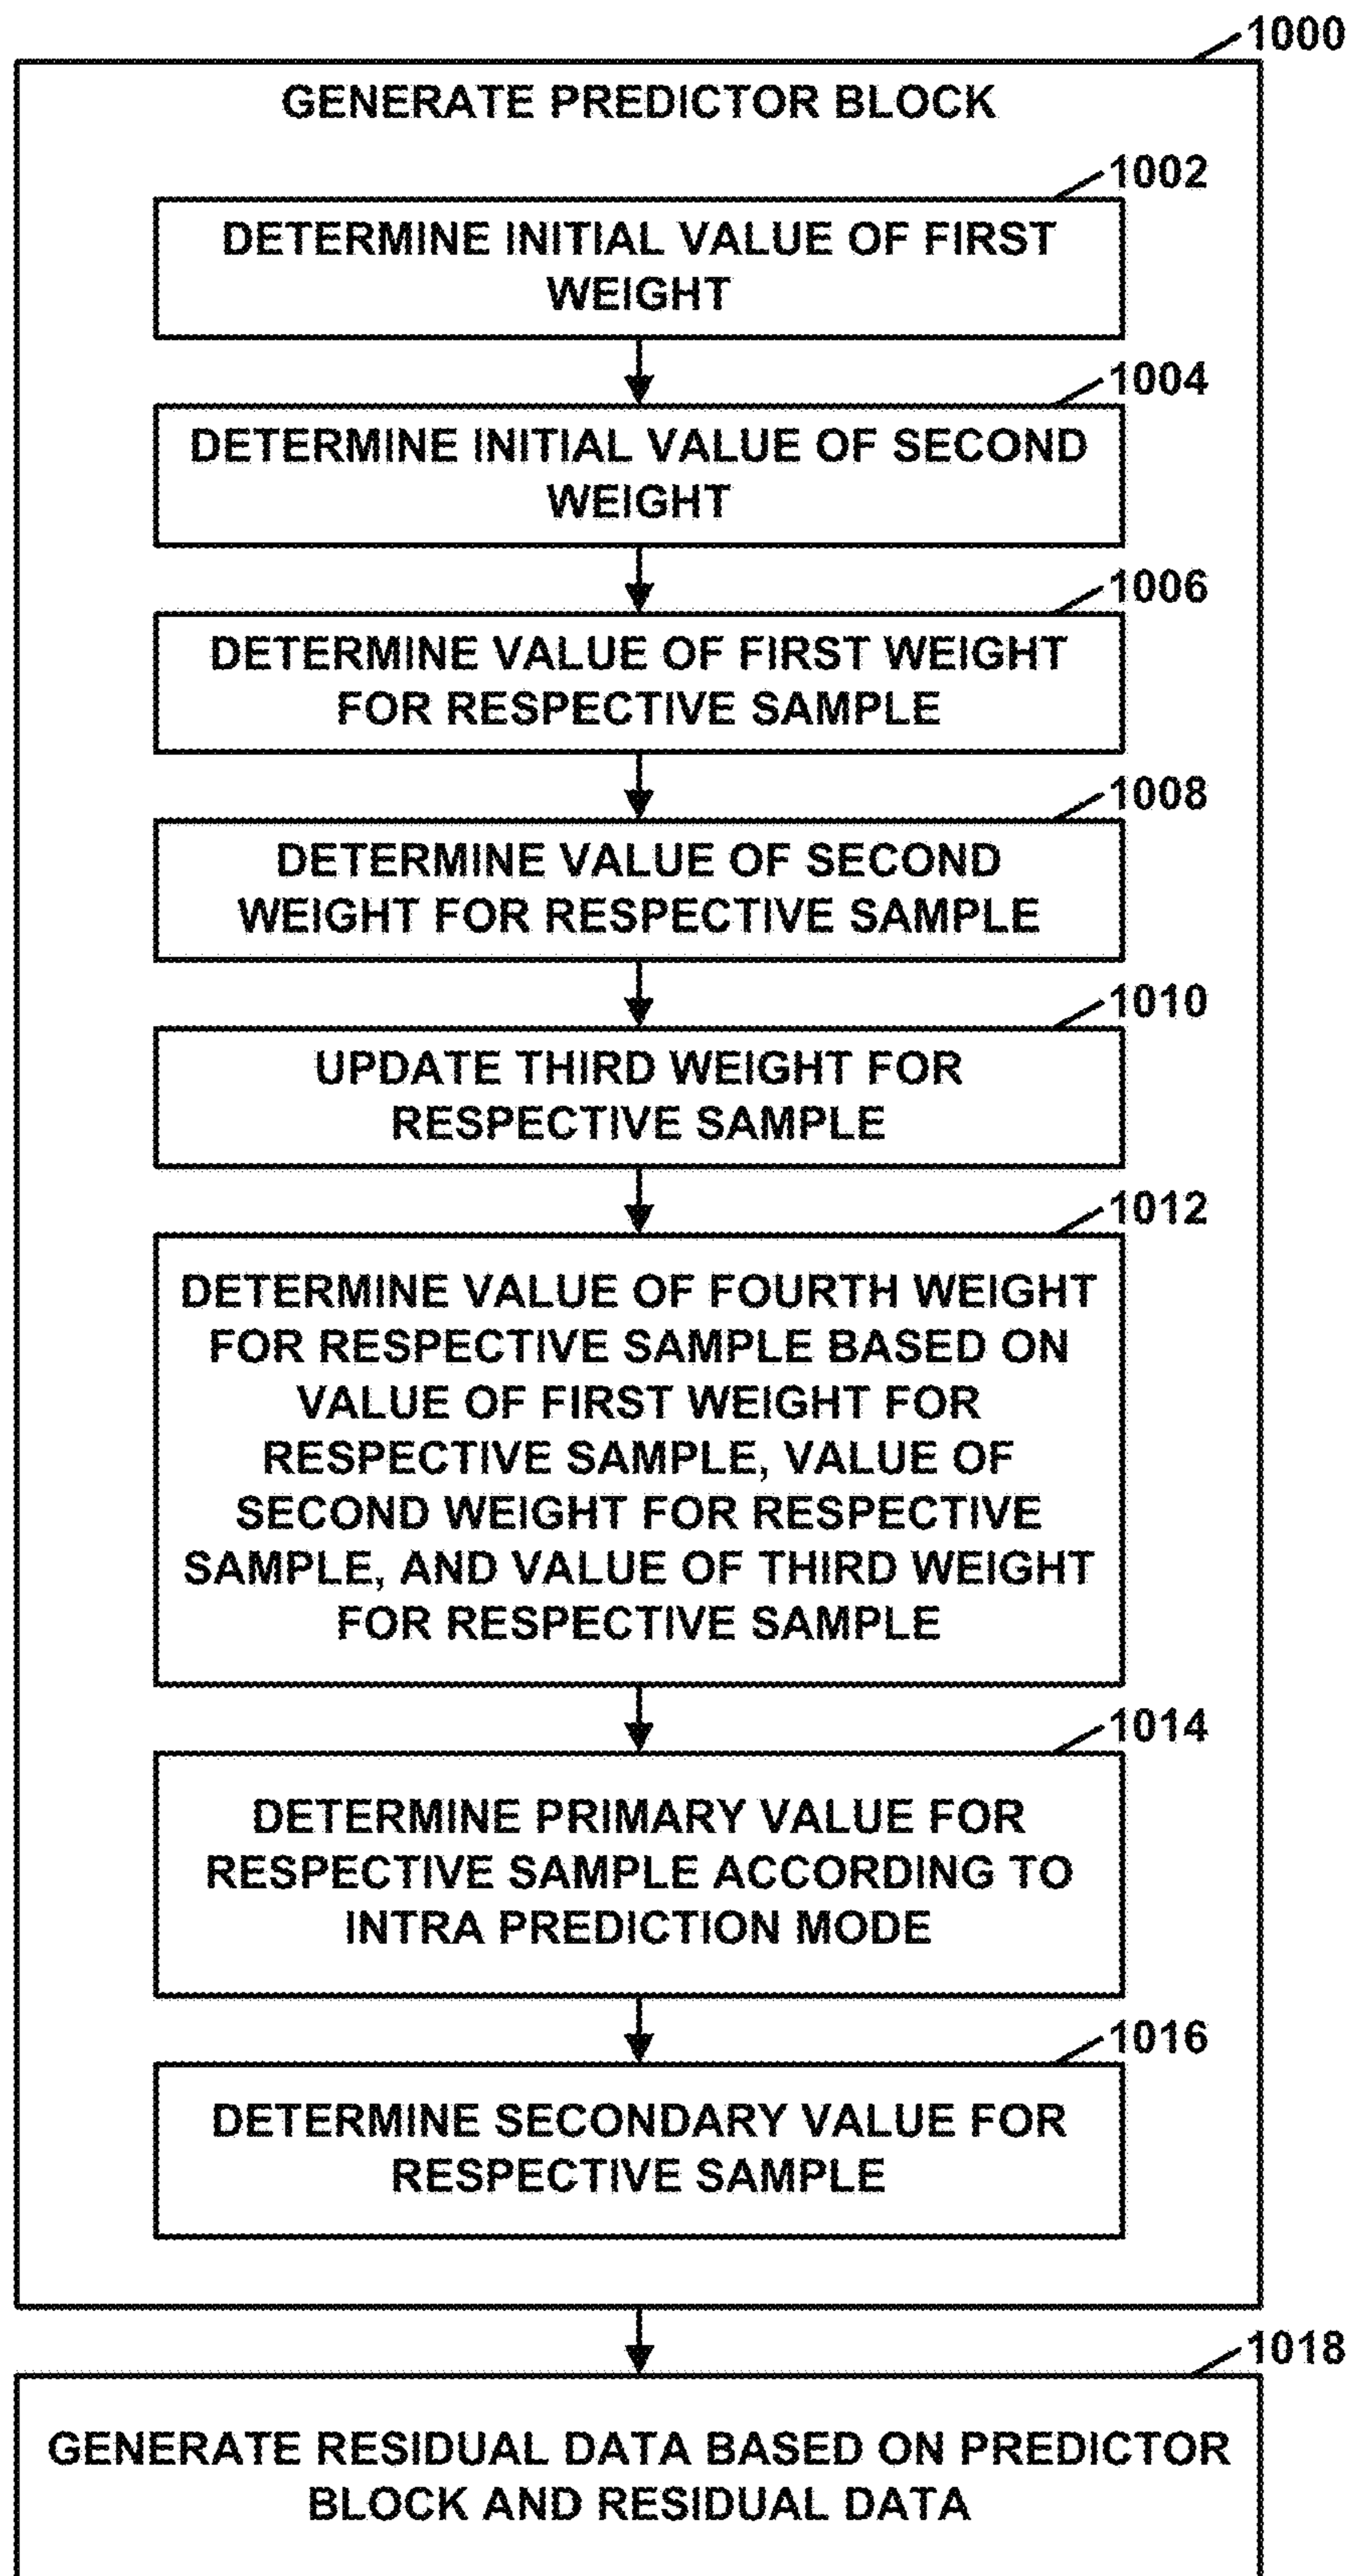 1000
GENERATE PREDICTOR BLOCK
1002
DETERMINE INITIAL VALUE OF FIRST
WEIGHT
1004
DETERMINE INITIAL VALUE OF SECOND
WEIGHT
1006
DETERMINE VALUE OF FIRST WEIGHT
FOR RESPECTIVE SAMPLE
1008
DETERMINE VALUE OF SECOND
WEIGHT FOR RESPECTIVE SAMPLE
1010
UPDATE THIRD WEIGHT FOR
RESPECTIVE SAMPLE
1012
DETERMINE VALUE OF FOURTH WEIGHT
FOR RESPECTIVE SAMPLE BASED ON
VALUE OF FIRST WEIGHT FOR
RESPECTIVE SAMPLE, VALUE OF
SECOND WEIGHT FOR RESPECTIVE
SAMPLE, AND VALUE OF THIRD WEIGHT
FOR RESPECTIVE SAMPLE
1014
DETERMINE PRIMARY VALUE FOR
RESPECTIVE SAMPLE ACCORDING TO
INTRA PREDICTION MODE
1016
DETERMINE SECONDARY VALUE FOR
RESPECTIVE SAMPLE
1018
GENERATE RESIDUAL DATA BASED ON PREDICTOR
BLOCK AND RESIDUAL DATA